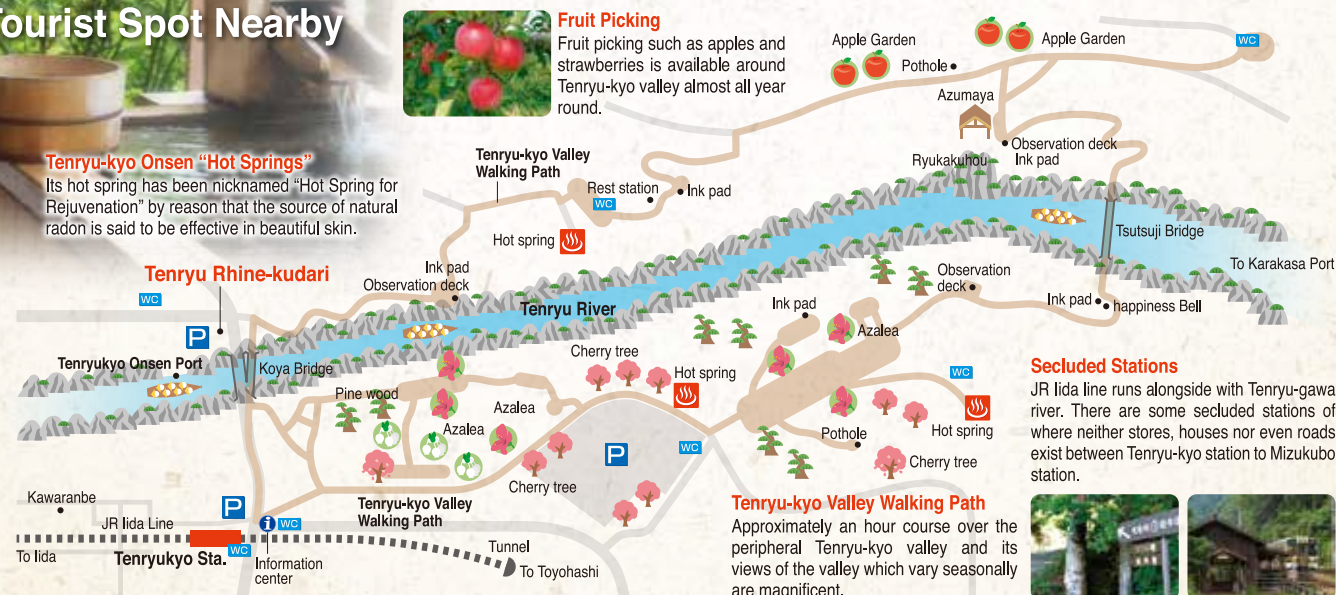 Tourist Spot Nearby
Fruit Picking
Fruit picking such as apples and
strawberries is available around
Tenryu-kyo valley almost all year
round.
Tenryu-kyo Onsen “Hot Springs”
Its hot spring has been nicknamed “Hot Spring for
Rejuvenation” by reason that the source of natural
radon is said to be effective in beautiful skin.
Apple Garden
Apple Garden
WC
Pothole
Azumaya
Observation deck
Ink pad
Ryukakuhou
Tenryu-kyo Valley
Walking Path
Rest station
WC
Ink pad
Hot spring
Tsutsuji Bridge
To Karakasa Port
Tenryu Rhine-kudari
WC
P
Ink pad
Observation deck
Tenryu River
Observation
deck
Ink pad
happiness Bell
Ink pad
Azalea
Tenryukyo Onsen Port
Koya Bridge
Cherry tree
Hot spring
Pine wood
Azalea
Azalea
WC
Hot spring
Pothole
Cherry tree
P
WC
Cherry tree
Tenryu-kyo Valley
Walking Path
Kawaranbe
JR Iida Line
P
i
WC
To Iida
Tenryukyo Sta.
WC
Information
center
Tunnel
To Toyohashi
Secluded Stations
JR Iida line runs alongside with Tenryu-gawa
river. There are some secluded stations of
where neither stores, houses nor even roads
exist between Tenryu-kyo station to Mizukubo
station.
Tenryu-kyo Valley Walking Path
Approximately an hour course over the
peripheral Tenryu-kyo valley and its
views of the valley which vary seasonally
are magnificent.